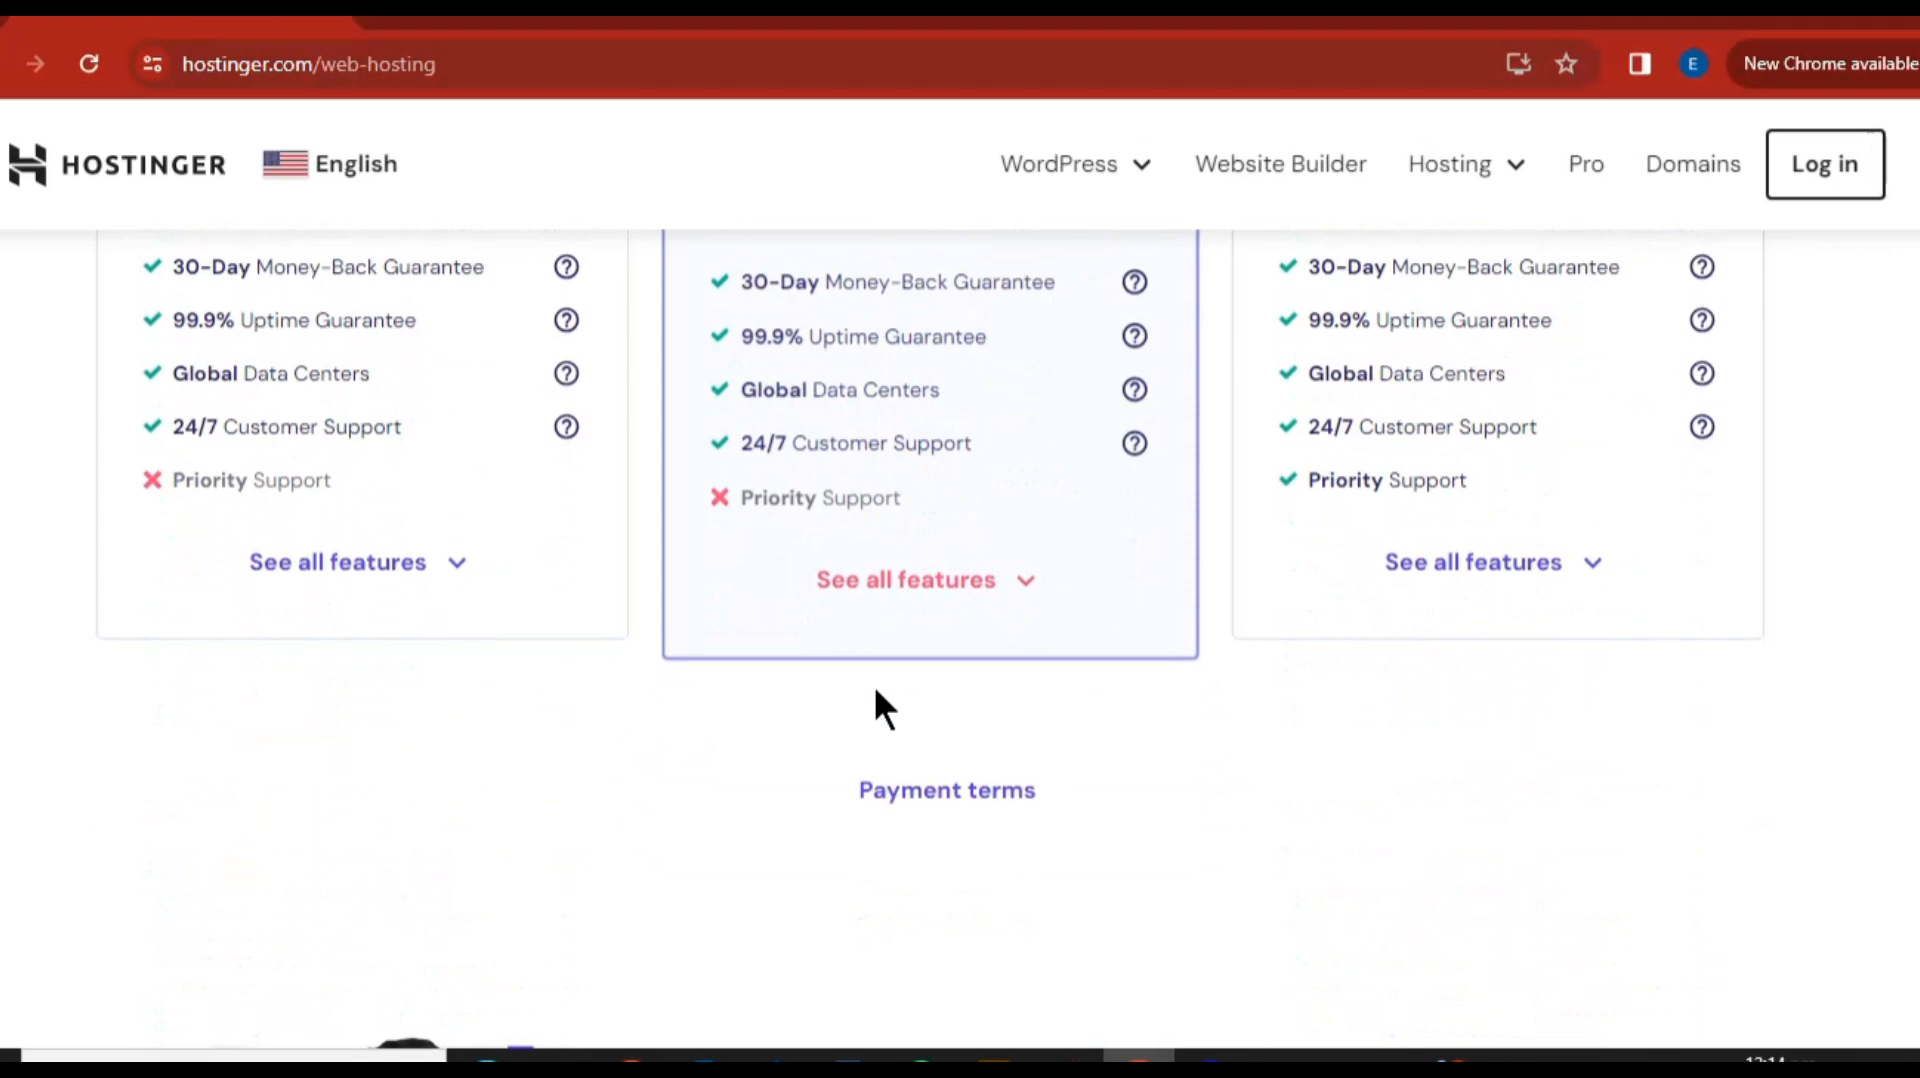 hostinger.com/web-hosting
E
New Chrome available
HOSTINGER
English
WordPress
Website Builder
Hosting
Pro
Domains
Log in
30-Day Money-Back Guarantee
99.9% Uptime Guarantee
Global Data Centers
24/7 Customer Support
Priority Support
See all features
30-Day Money-Back Guarantee
99.9% Uptime Guarantee
Global Data Centers
24/7 Customer Support
Priority Support
See all features
30-Day Money-Back Guarantee
99.9% Uptime Guarantee
Global Data Centers
24/7 Customer Support
Priority Support
See all features
Payment terms